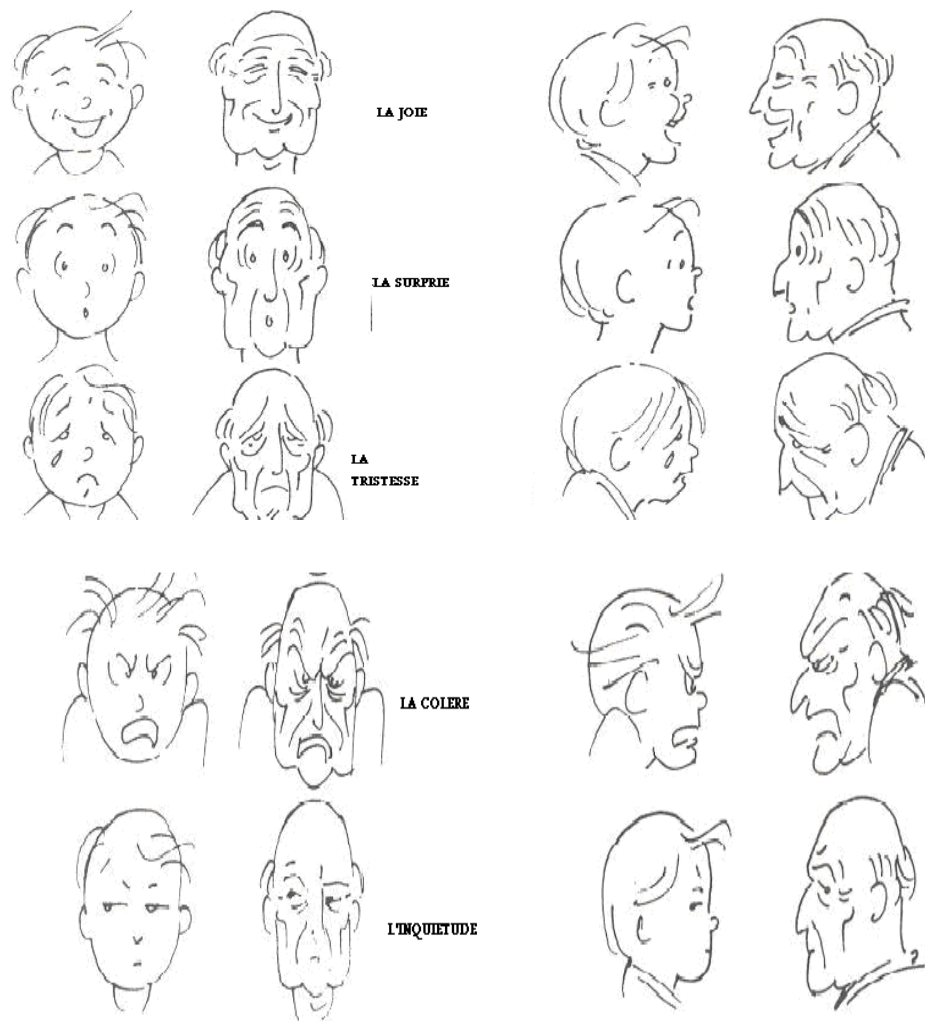 LA JOIE
LA SURPRIE
LA
TRISTESSE
LA COLERE
L'INQUIETUDE